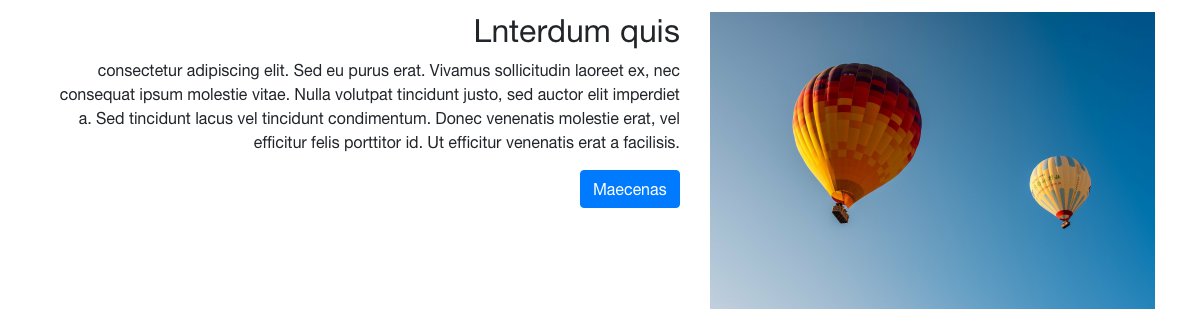 Lnterdum quis
consectetur adipiscing elit. Sed eu purus erat. Vivamus sollicitudin laoreet ex, nec
consequat ipsum molestie vitae. Nulla volutpat tincidunt justo, sed auctor elit imperdiet
a. Sed tincidunt lacus vel tincidunt condimentum. Donec venenatis molestie erat, vel
efficitur felis porttitor id. Ut efficitur venenatis erat a facilisis.
Maecenas